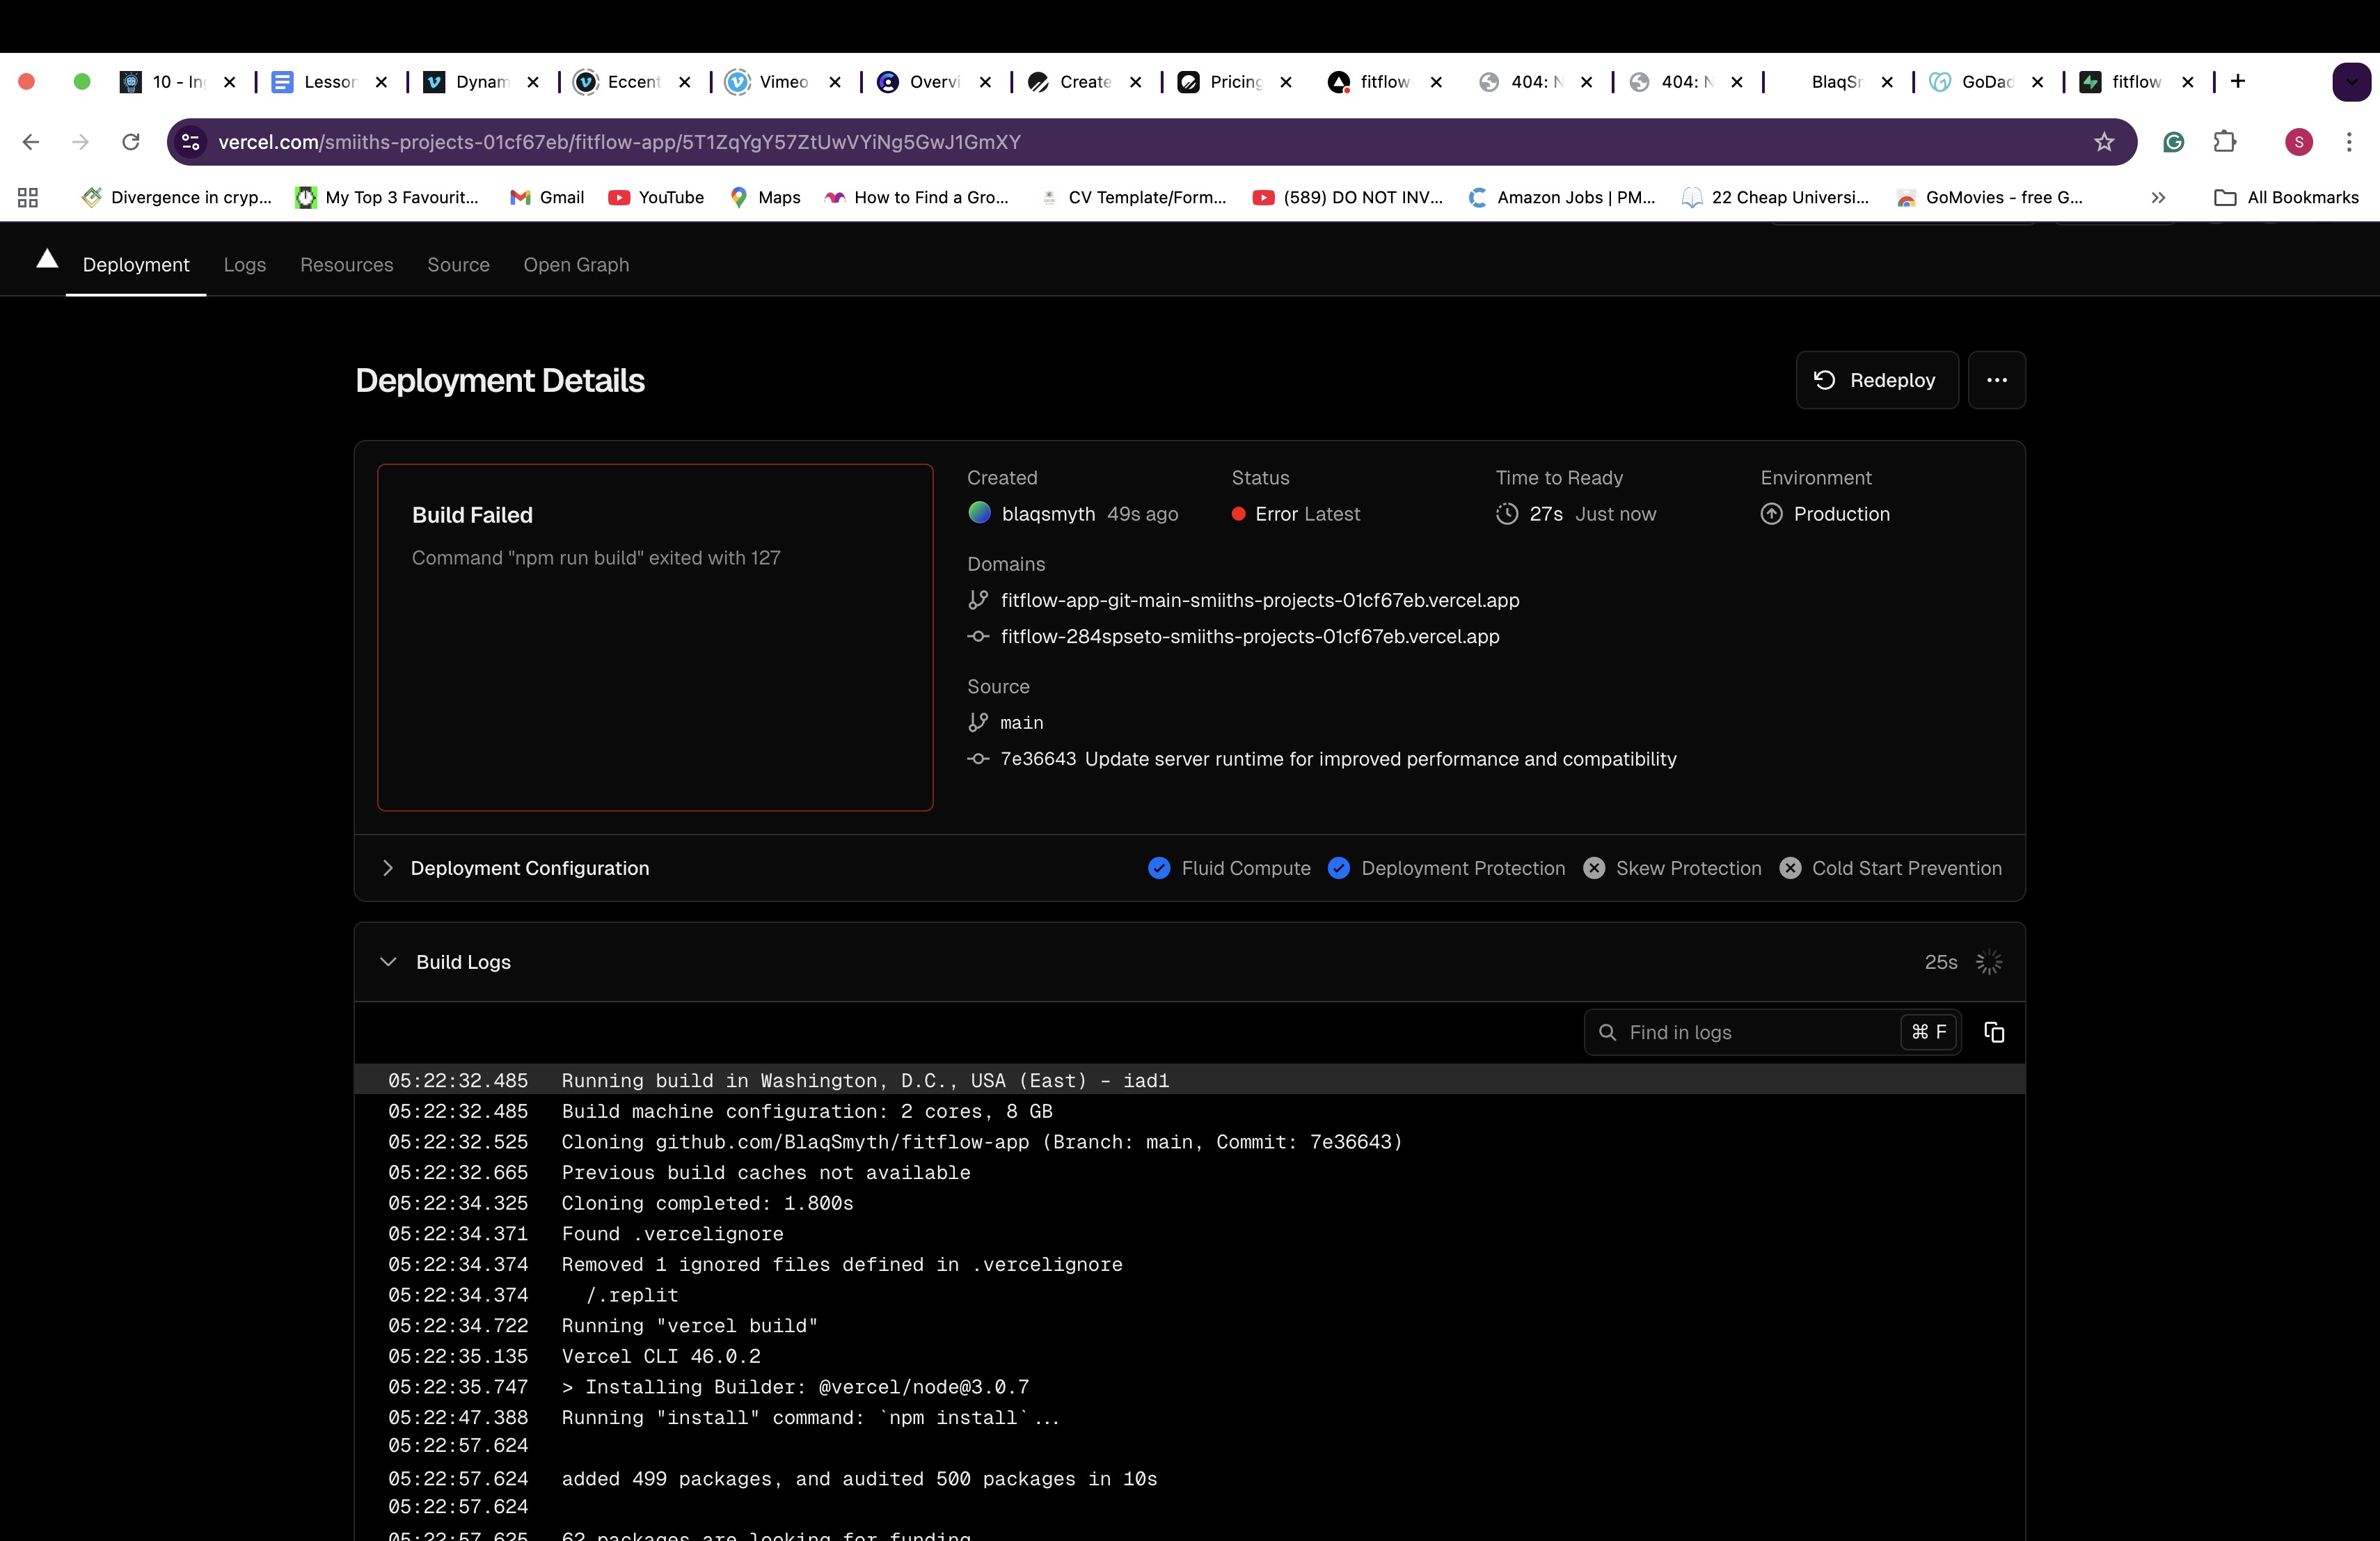 10 - In
Lesson
Dynam
Eccent
Vimeo
Overvi
Create
Pricing
fitflow
404: N
404: N
BlaqSm
GoDad
fitflow
vercel.com/smiiths-projects-01cf67eb/fitflow-app/5T1ZqYgY57ZtUwVYiNg5GwJ1GmXY
S
Divergence in cryp...
My Top 3 Favourit...
Gmail
YouTube
Maps
How to Find a Gro...
CV Template/Form...
(589) DO NOT INV...
Amazon Jobs | PM...
22 Cheap Universi...
GoMovies - free G...
All Bookmarks
Deployment
Logs
Resources
Source
Open Graph
Deployment Details
Redeploy
Build Failed
Command "npm run build" exited with 127
Created
blaqsmyth 49s ago
Status
Error Latest
Time to Ready
27s Just now
Environment
Production
Domains
fitflow-app-git-main-smiiths-projects-01cf67eb.vercel.app
fitflow-284spseto-smiiths-projects-01cf67eb.vercel.app
Source
main
7e36643 Update server runtime for improved performance and compatibility
Deployment Configuration
Fluid Compute
Deployment Protection
Skew Protection
Cold Start Prevention
Build Logs
25s
Find in logs
⌘ F
05:22:32.485 Running build in Washington, D.C., USA (East) – iad1
05:22:32.485 Build machine configuration: 2 cores, 8 GB
05:22:32.525 Cloning github.com/BlaqSmyth/fitflow-app (Branch: main, Commit: 7e36643)
05:22:32.665 Previous build caches not available
05:22:34.325 Cloning completed: 1.800s
05:22:34.371 Found .vercelignore
05:22:34.374 Removed 1 ignored files defined in .vercelignore
05:22:34.374 /.replit
05:22:34.722 Running "vercel build"
05:22:35.135 Vercel CLI 46.0.2
05:22:35.747 > Installing Builder: @vercel/node@3.0.7
05:22:47.388 Running "install" command: `npm install`...
05:22:57.624
05:22:57.624 added 499 packages, and audited 500 packages in 10s
05:22:57.624
05:22:57.625 62 packages are looking for funding